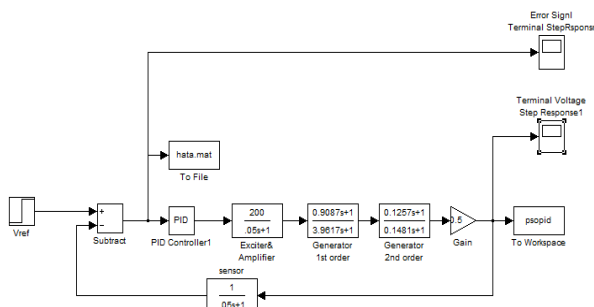 Error Signl
Terminal StepRsponse
Terminal Voltage
Step Response1
hata.mat
To File
+
−
Vref
Subtract
PID
PID Controller1
200
.05s+1
Exciter&
Amplifier
0.9087s+1
3.9617s+1
Generator
1st order
0.1257s+1
0.1481s+1
Generator
2nd order
0.5
Gain
psopid
To Workspace
sensor
1
.05s+1